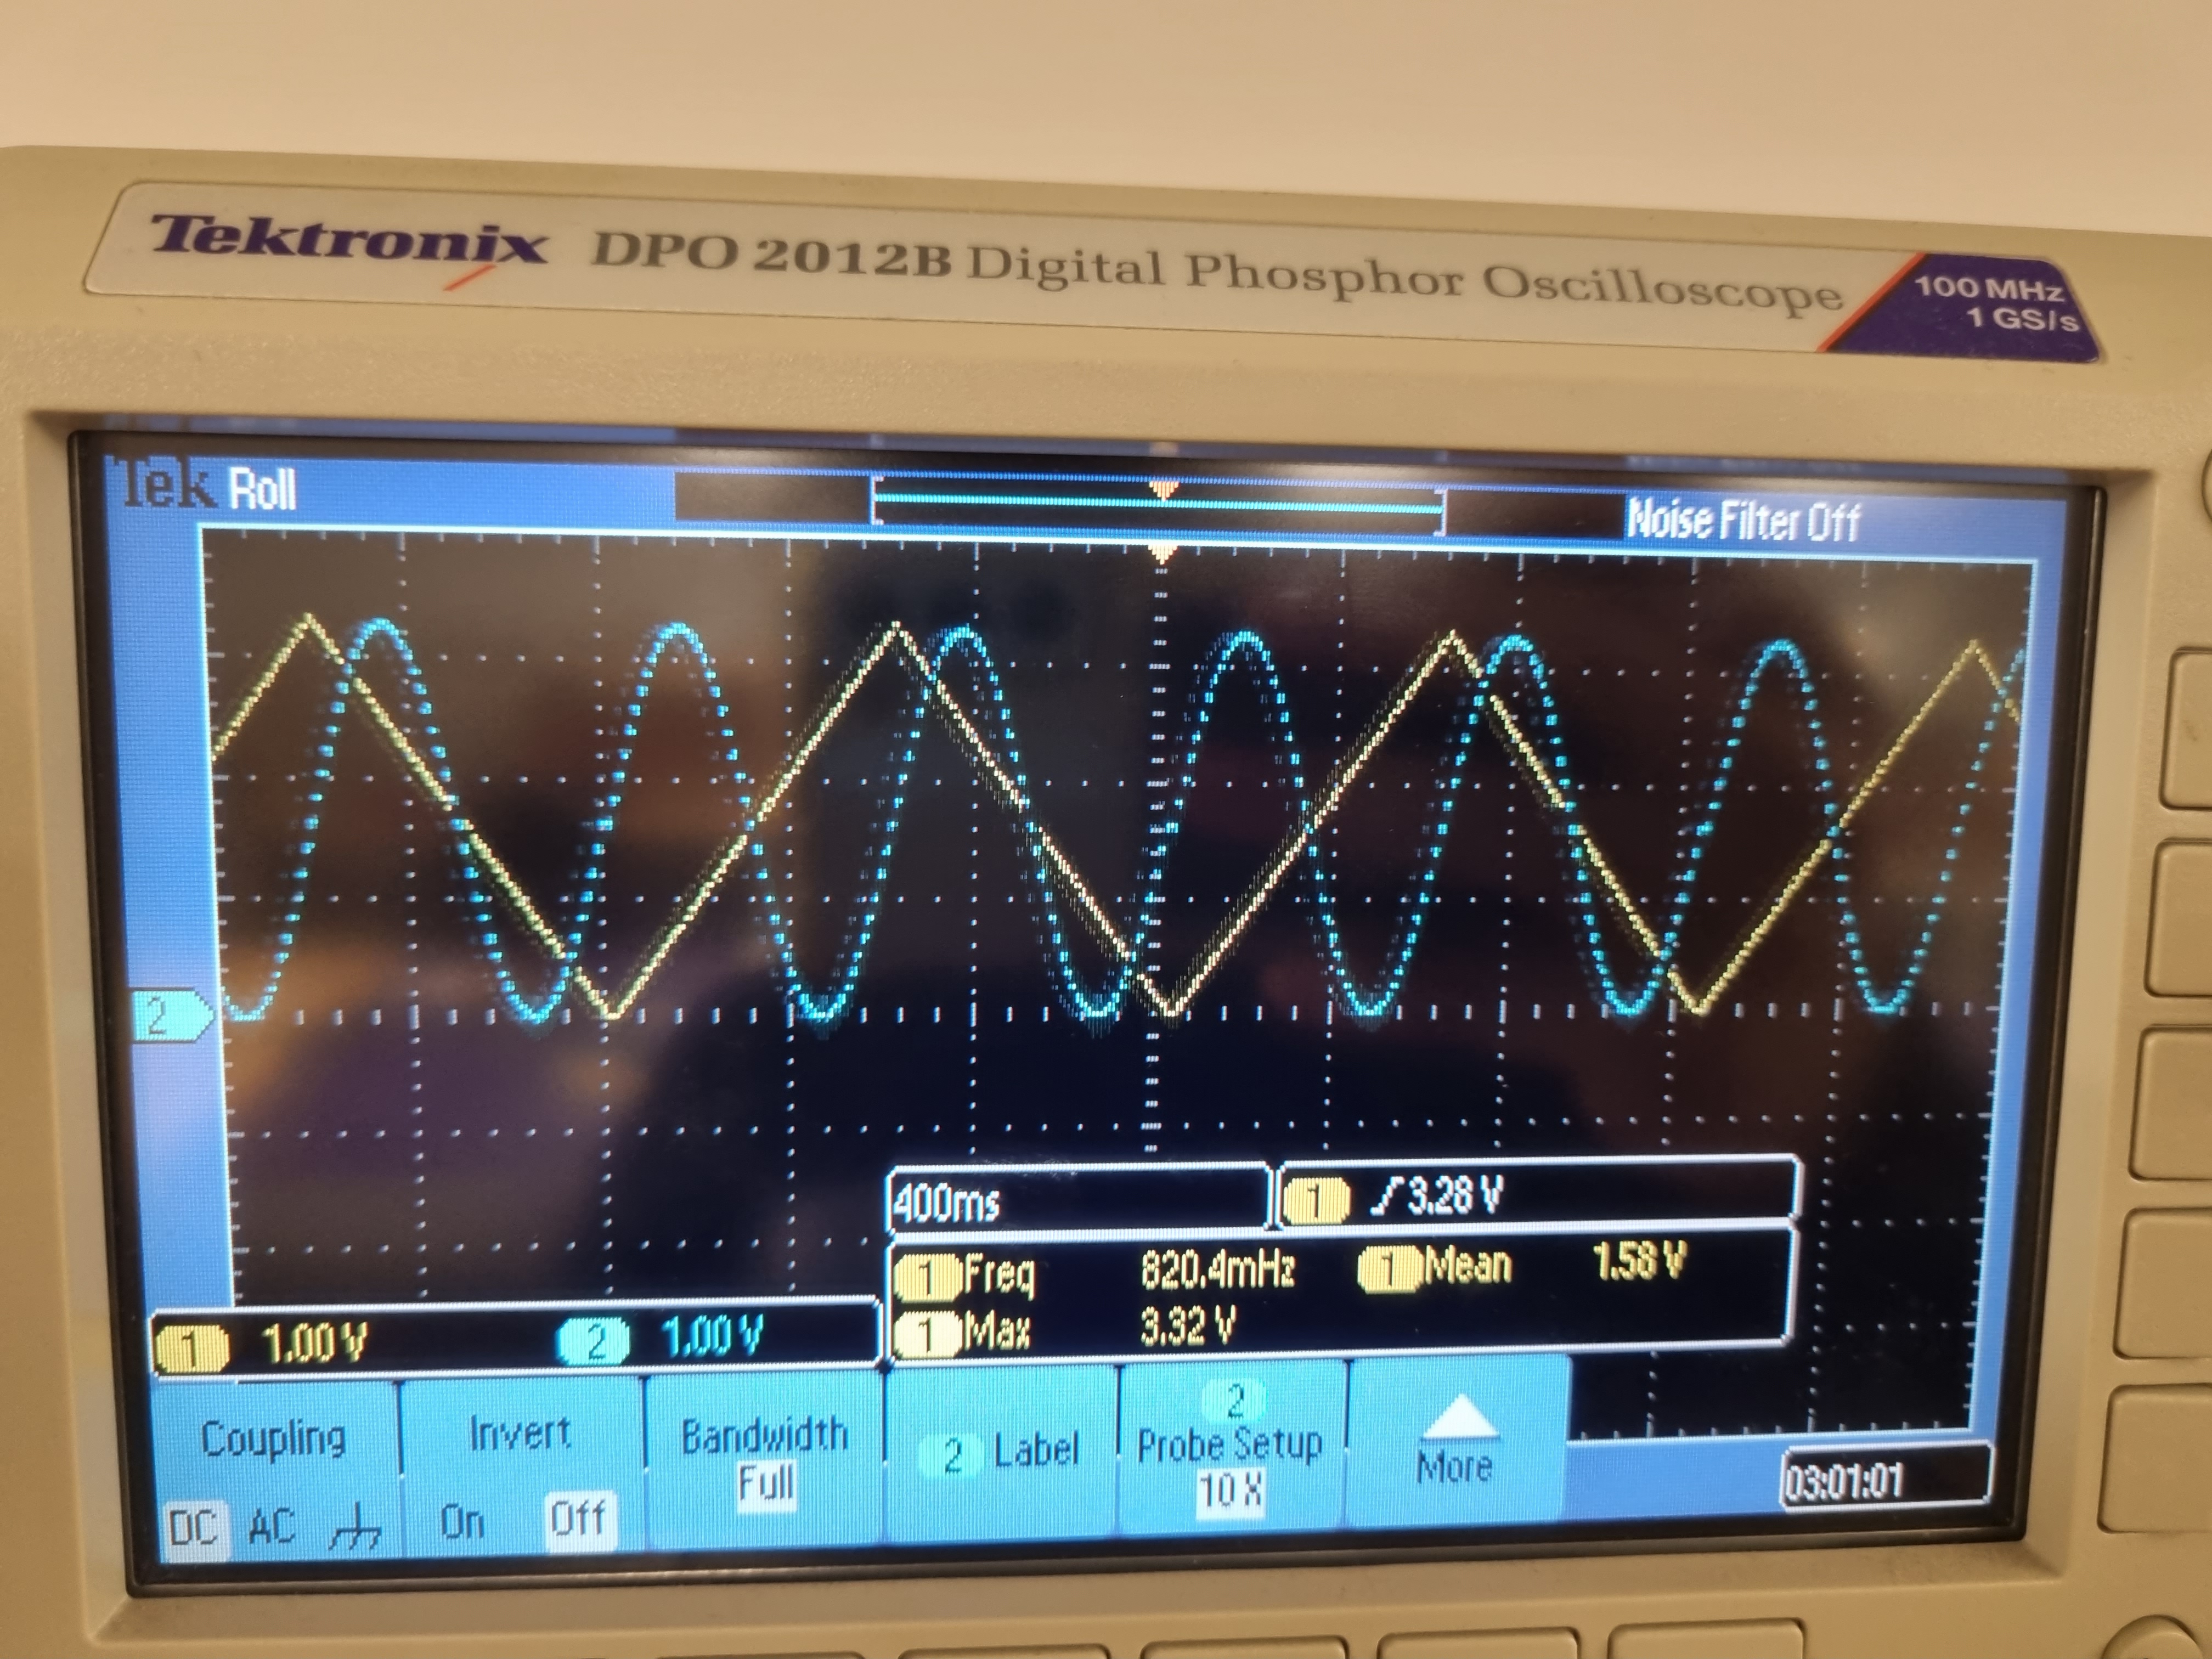 Tektronix DPO 2012B Digital Phosphor Oscilloscope
100 MHz
1 GS/s
Tek Roll
Noise Filter Off
2
400ms
1 3.28 V
1 Freq 820.4mHz 1 Mean 1.58 V
1 Max 3.32 V
1 1.00 V 2 1.00 V
Coupling
DC AC
Invert
On Off
Bandwidth
Full
2 Label
2
Probe Setup
10 X
More
03:01:01